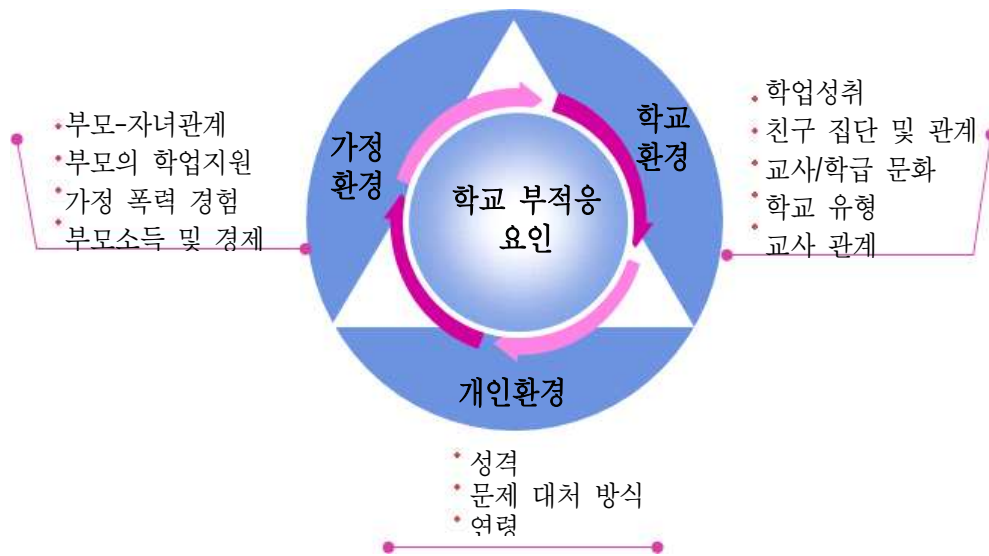 부모-자녀관계
부모의 학업지원
가정 폭력 경험
부모소득 및 경제
가정
환경
학교 부적응
요인
학교
환경
학업성취
친구 집단 및 관계
교사/학급 문화
학교 유형
교사 관계
개인환경
성격
문제 대처 방식
연령